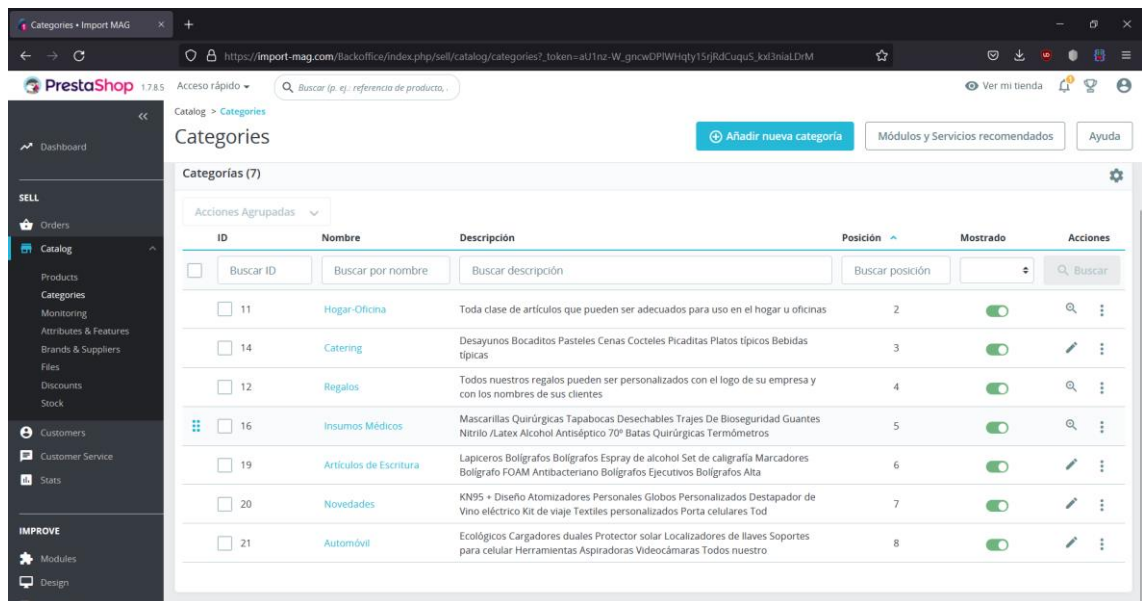 Categories • Import MAG
https://import-mag.com/Backoffice/index.php/sell/catalog/categories?_token=
PrestaShop 1.7.8.5
Acceso rápido
Buscar (p. ej.: referencia de producto, .
Ver mi tienda
Catalog > Categories
Categories
Añadir nueva categoría
Módulos y Servicios recomendados
Ayuda
Dashboard
SELL
Orders
Catalog
Products
Categories
Monitoring
Attributes & Features
Brands & Suppliers
Files
Discounts
Stock
Customers
Customer Service
Stats
IMPROVE
Modules
Design
Categorías (7)
Acciones Agrupadas
ID Nombre Descripción Posición Mostrado Acciones
Buscar ID Buscar por nombre Buscar descripción Buscar posición Buscar
11 Hogar-Oficina Toda clase de artículos que pueden ser adecuados para uso en el hogar u oficinas 2
14 Catering Desayunos Bocaditos Pasteles Cenas Cocteles Picaditas Platos típicos Bebidas 3
típicas
12 Regalos Todos nuestros regalos pueden ser personalizados con el logo de su empresa y 4
con los nombres de sus clientes
16 Insumos Médicos Mascarillas Quirúrgicas Tapabocas Desechables Trajes De Bioseguridad Guantes 5
Nitrilo /Latex Alcohol Antiséptico 70º Batas Quirúrgicas Termómetros
19 Artículos de Escritura Lapiceros Bolígrafos Bolígrafos Espray de alcohol Set de caligrafía Marcadores 6
Bolígrafo FOAM Antibacteriano Bolígrafos Ejecutivos Bolígrafos Alta
20 Novedades KN95 + Diseño Atomizadores Personales Globos Personalizados Destapador de 7
Vino eléctrico Kit de viaje Textiles personalizados Porta celulares Tod
21 Automóvil Ecológicos Cargadores duales Protector solar Localizadores de llaves Soportes 8
para celular Herramientas Aspiradoras Videocámaras Todos nuestro